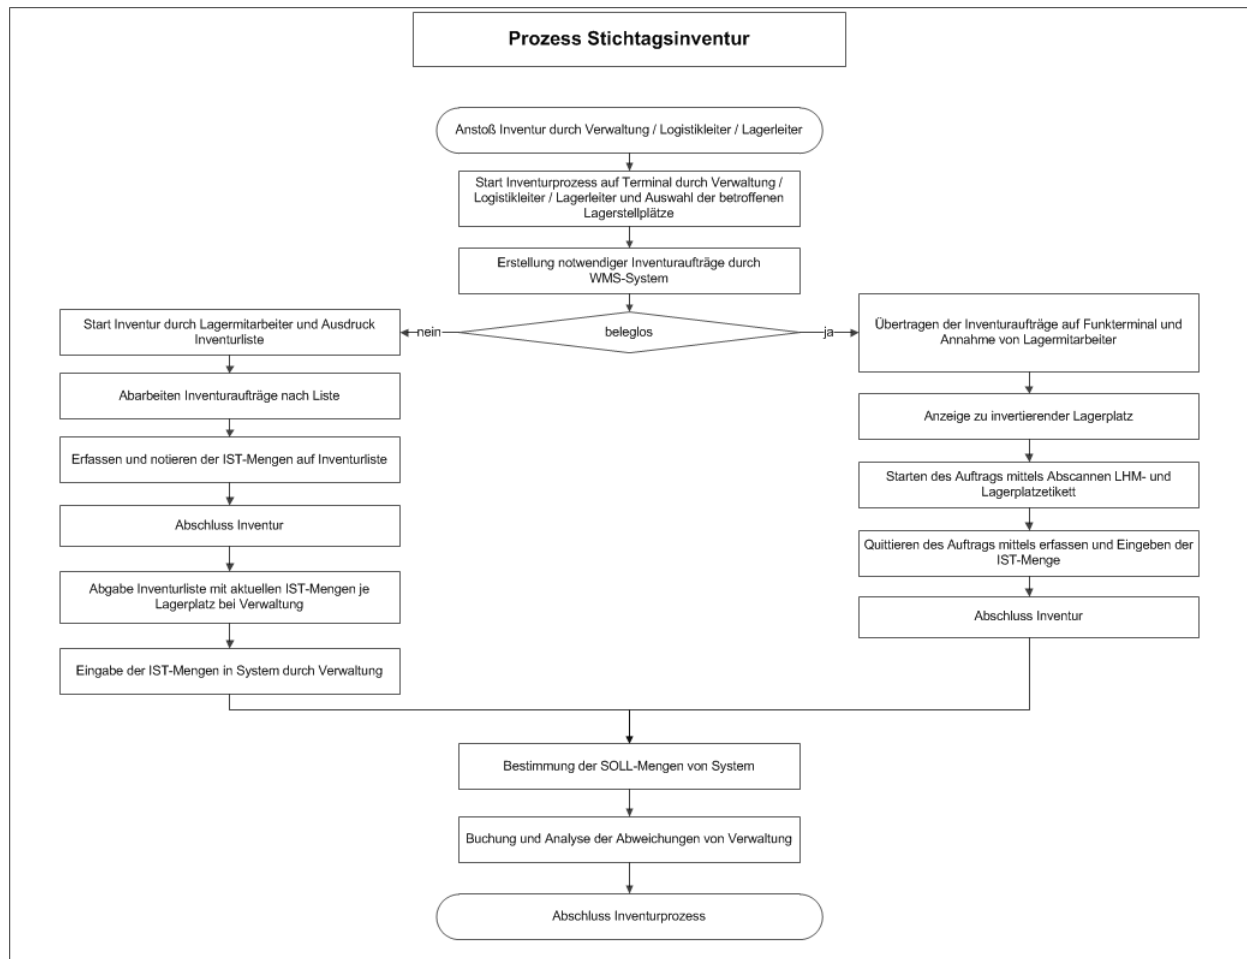 Prozess Stichtagsinventur
Anstoß Inventur durch Verwaltung / Logistikleiter / Lagerleiter
Start Inventurprozess auf Terminal durch Verwaltung /
Logistikleiter / Lagerleiter und Auswahl der betroffenen
Lagerstellplätze
Erstellung notwendiger Inventuraufträge durch
WMS-System
beleglos
nein
ja
Start Inventur durch Lagermitarbeiter und Ausdruck
Inventurliste
Abarbeiten Inventuraufträge nach Liste
Erfassen und notieren der IST-Mengen auf Inventurliste
Abschluss Inventur
Abgabe Inventurliste mit aktuellen IST-Mengen je
Lagerplatz bei Verwaltung
Eingabe der IST-Mengen in System durch Verwaltung
Übertragen der Inventuraufträge auf Funkterminal und
Annahme von Lagermitarbeiter
Anzeige zu invertierender Lagerplatz
Starten des Auftrags mittels Abscannen LHM- und
Lagerplatzetikett
Quittieren des Auftrags mittels erfassen und Eingeben der
IST-Menge
Abschluss Inventur
Bestimmung der SOLL-Mengen von System
Buchung und Analyse der Abweichungen von Verwaltung
Abschluss Inventurprozess